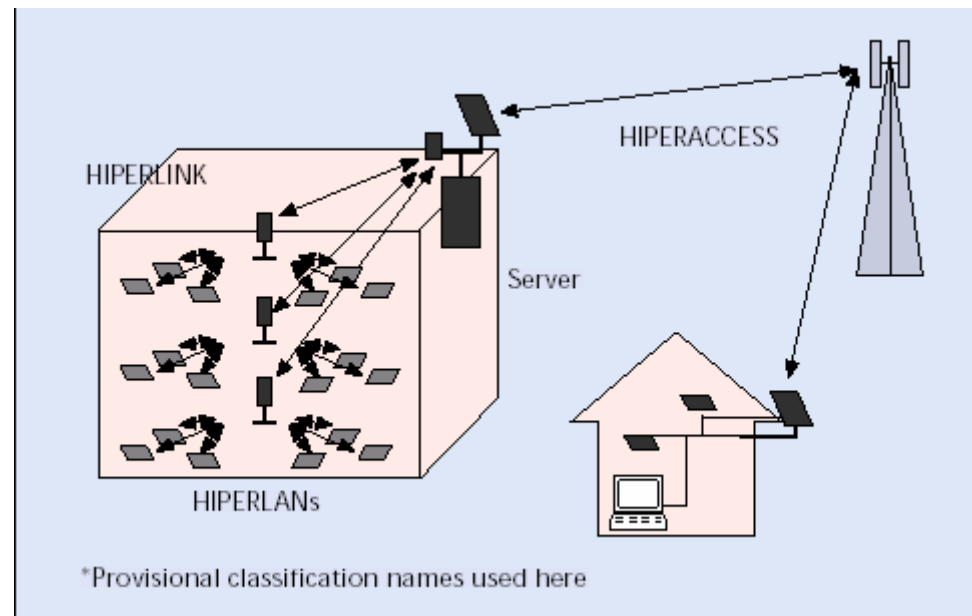 HIPERACCESS
HIPERLINK
Server
HIPERLANs
*Provisional classification names used here